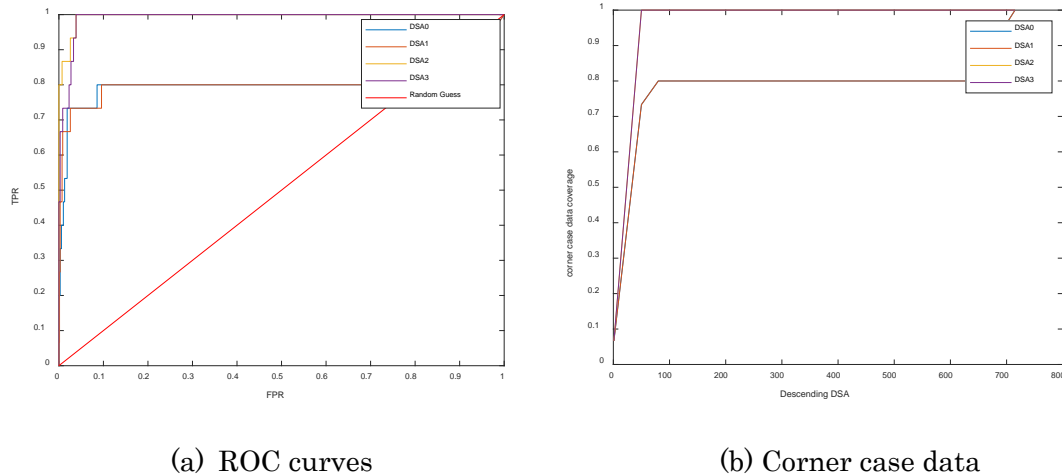 1
0.9
0.8
0.7
0.6
0.5
0.4
0.3
0.2
0.1
0
TPR
0 0.1 0.2 0.3 0.4 0.5 0.6 0.7 0.8 0.9 1
FPR
DSA0
DSA1
DSA2
DSA3
Random Guess
(a) ROC curves
1
0.9
0.8
0.7
0.6
0.5
0.4
0.3
0.2
0.1
0
corner case data coverage
0 100 200 300 400 500 600 700 800
Descending DSA
DSA0
DSA1
DSA2
DSA3
(b) Corner case data